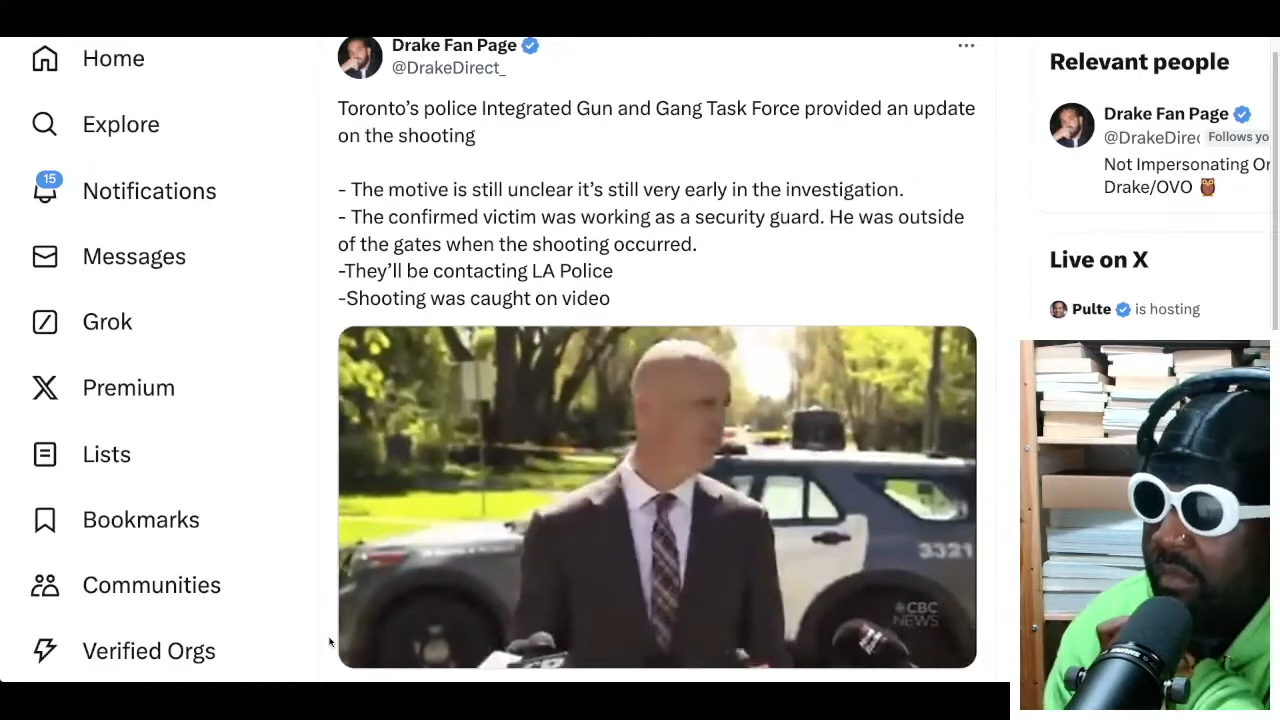 Home
Explore
15
Notifications
Messages
Grok
Premium
Lists
Bookmarks
Communities
Verified Orgs
Drake Fan Page
@DrakeDirect_
Toronto’s police Integrated Gun and Gang Task Force provided an update
on the shooting
- The motive is still unclear it’s still very early in the investigation.
- The confirmed victim was working as a security guard. He was outside
of the gates when the shooting occurred.
-They’ll be contacting LA Police
-Shooting was caught on video
3321
CBC
NEWS
Relevant people
Drake Fan Page
@DrakeDirec Follows yo
Not Impersonating Or
Drake/OVO
Live on X
Pulte is hosting